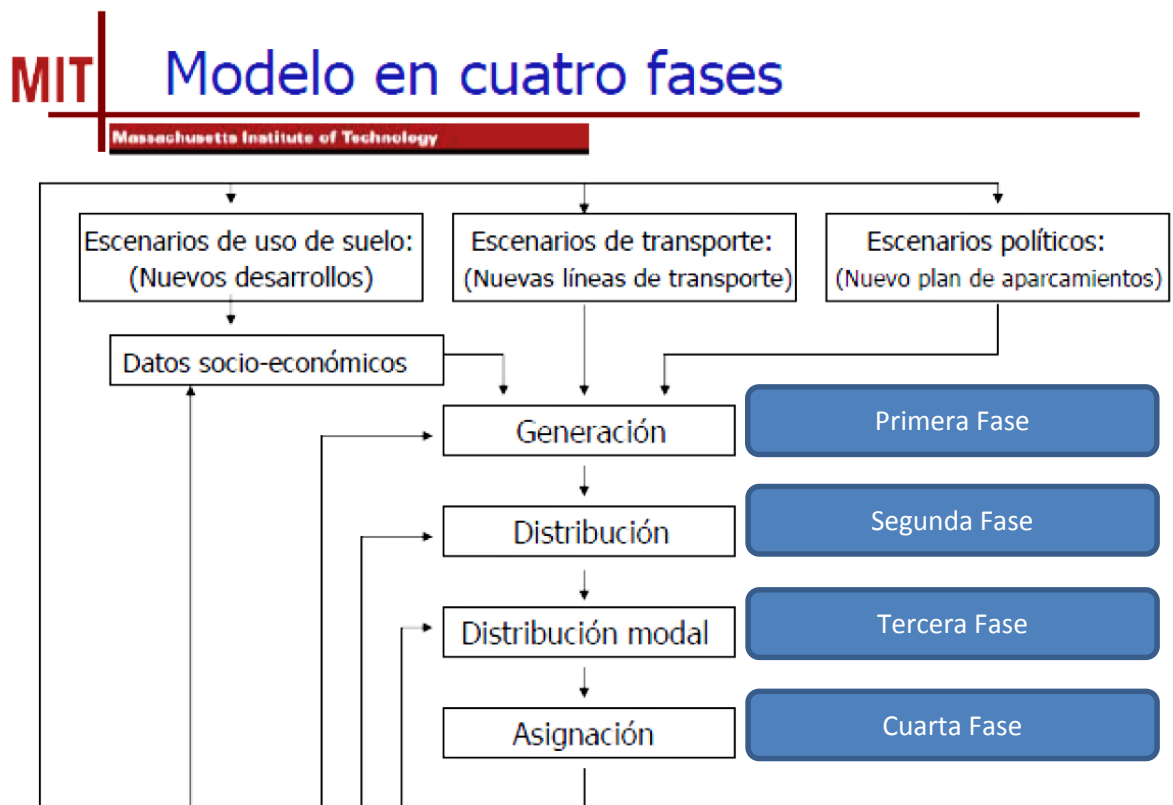 MIT
Modelo en cuatro fases
Massachusetts Institute of Technology
Escenarios de uso de suelo:
(Nuevos desarrollos)
Escenarios de transporte:
(Nuevas líneas de transporte)
Escenarios políticos:
(Nuevo plan de aparcamientos)
Datos socio-económicos
Generación
Primera Fase
Distribución
Segunda Fase
Distribución modal
Tercera Fase
Asignación
Cuarta Fase